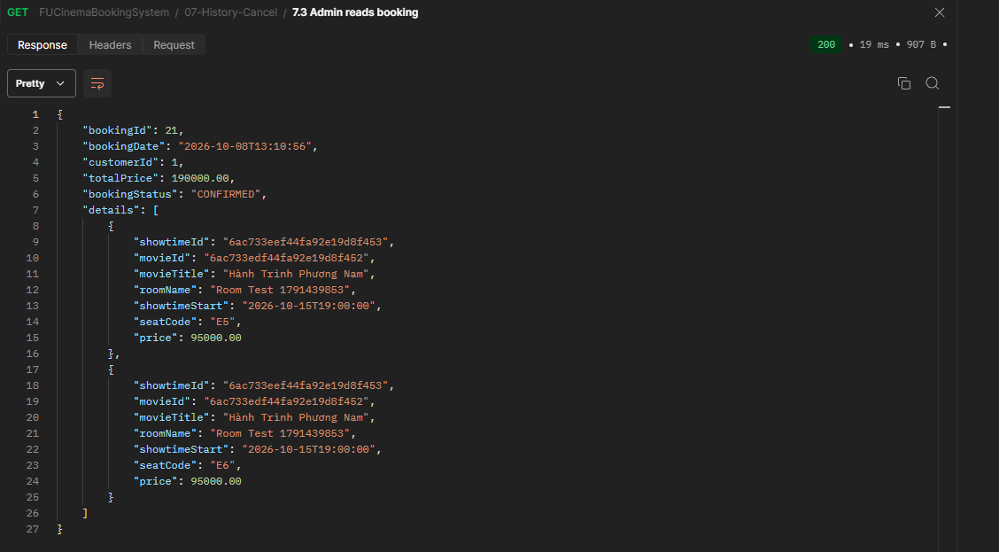 GET FUCinemaBookingSystem / 07-History-Cancel / 7.3 Admin reads booking
Response Headers Request 200 • 19 ms • 907 B •
Pretty
1 {
2 "bookingId": 21,
3 "bookingDate": "2026-10-08T13:10:56",
4 "customerId": 1,
5 "totalPrice": 190000.00,
6 "bookingStatus": "CONFIRMED",
7 "details": [
8 {
9 "showtimeId": "6ac733eef44fa92e19d8f453",
10 "movieId": "6ac733edf44fa92e19d8f452",
11 "movieTitle": "Hành Trình Phương Nam",
12 "roomName": "Room Test 1791439853",
13 "showtimeStart": "2026-10-15T19:00:00",
14 "seatCode": "E5",
15 "price": 95000.00
16 },
17 {
18 "showtimeId": "6ac733eef44fa92e19d8f453",
19 "movieId": "6ac733edf44fa92e19d8f452",
20 "movieTitle": "Hành Trình Phương Nam",
21 "roomName": "Room Test 1791439853",
22 "showtimeStart": "2026-10-15T19:00:00",
23 "seatCode": "E6",
24 "price": 95000.00
25 }
26 ]
27 }